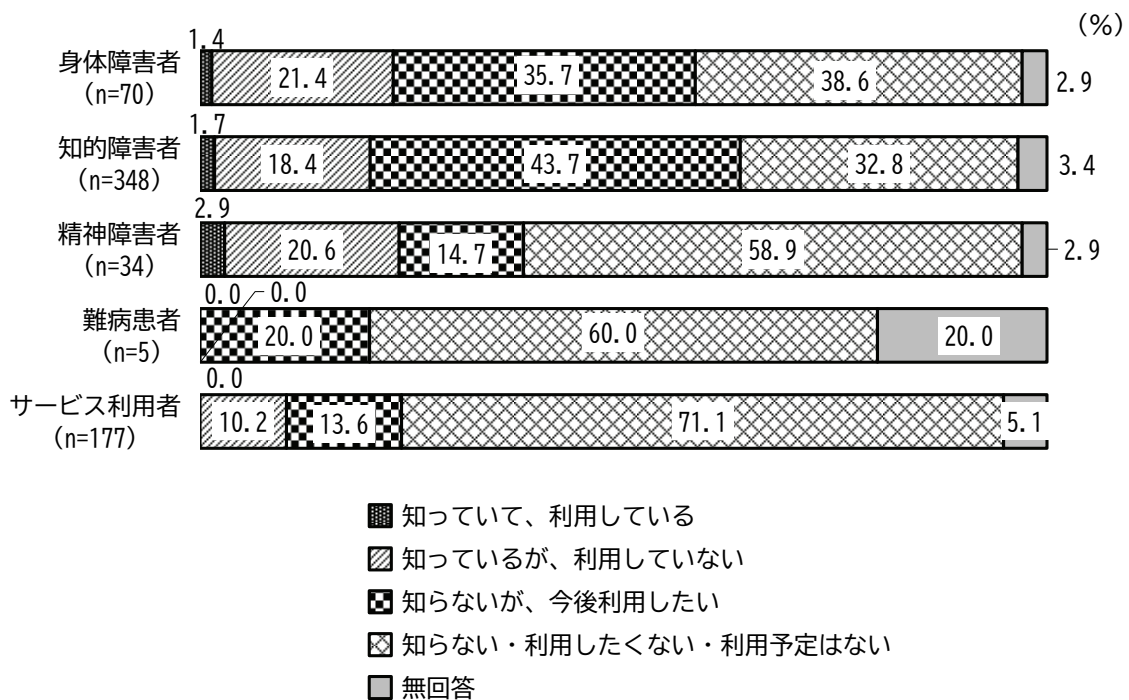 (%)
1.4
身体障害者
(n=70)
21.4 35.7 38.6 2.9
1.7
知的障害者
(n=348)
18.4 43.7 32.8 3.4
2.9
精神障害者
(n=34)
20.6 14.7 58.9 2.9
0.0 0.0
難病患者
(n=5)
20.0 60.0 20.0
0.0
サービス利用者
(n=177)
10.2 13.6 71.1 5.1
知っていて、利用している
知っているが、利用していない
知らないが、今後利用したい
知らない・利用したくない・利用予定はない
無回答